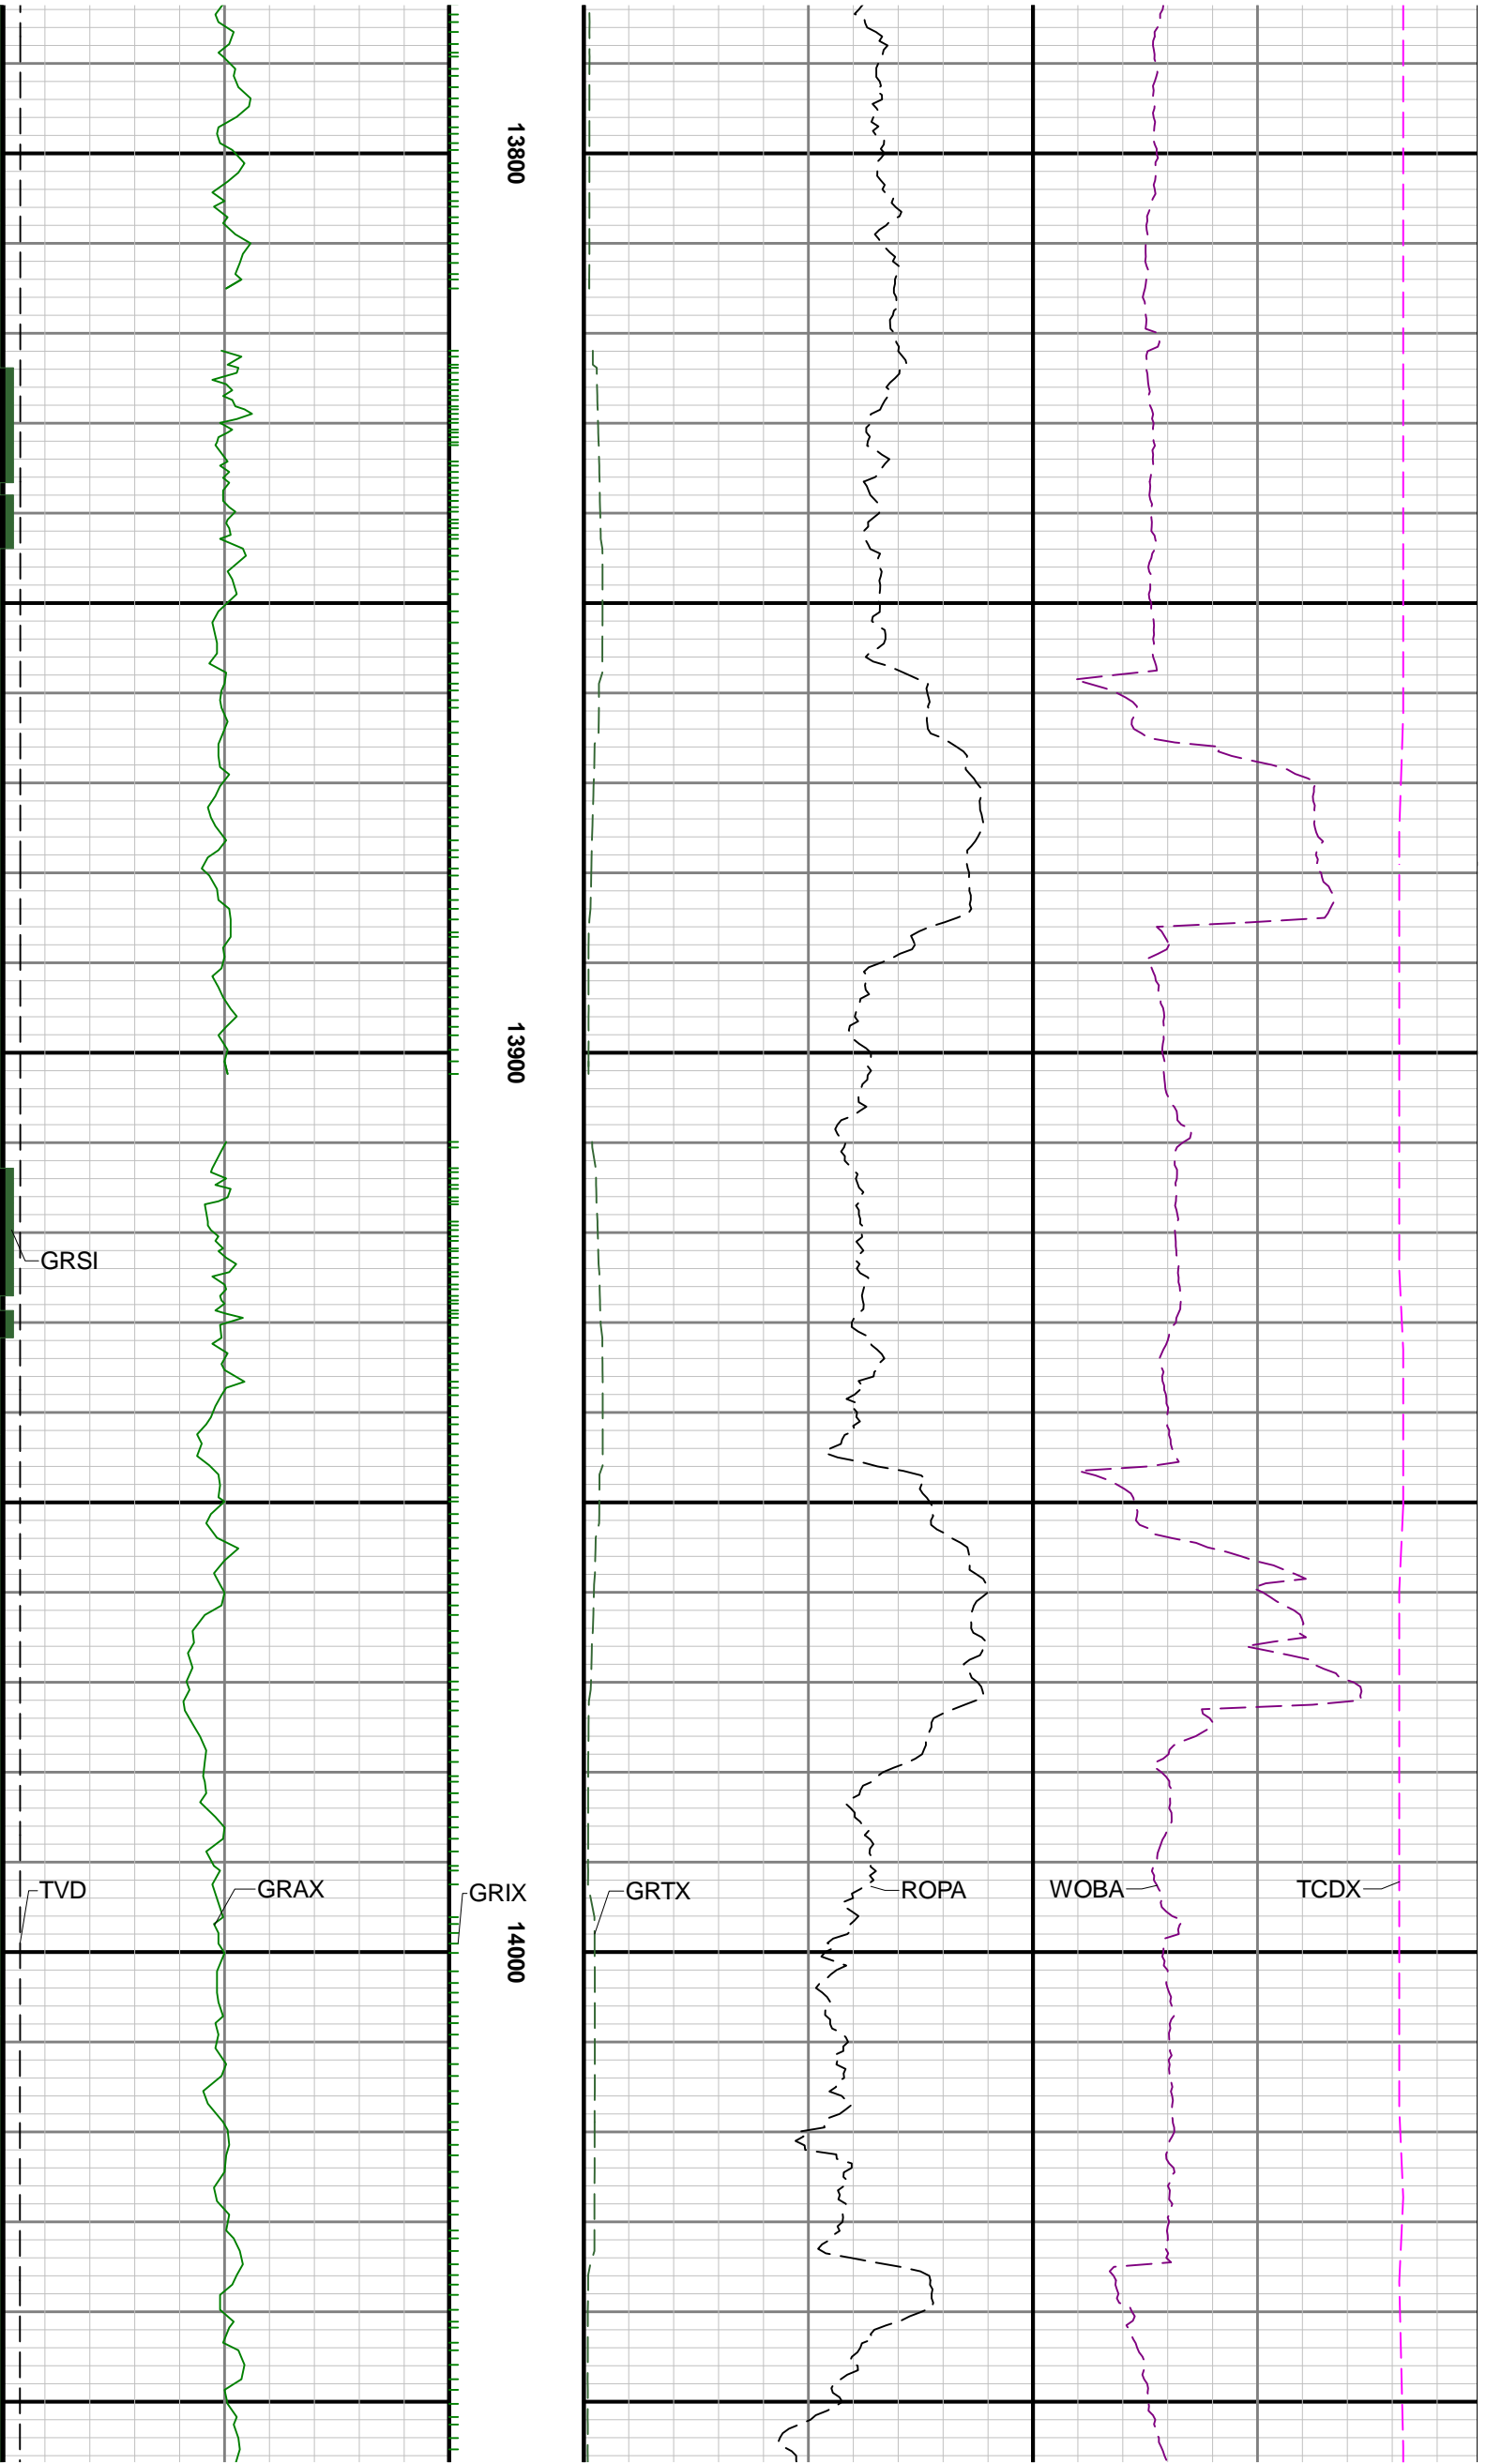 13800
13900
GRSI
TVD
GRAX
GRIX
GRTX
ROPA
WOBA
TCDX
14000